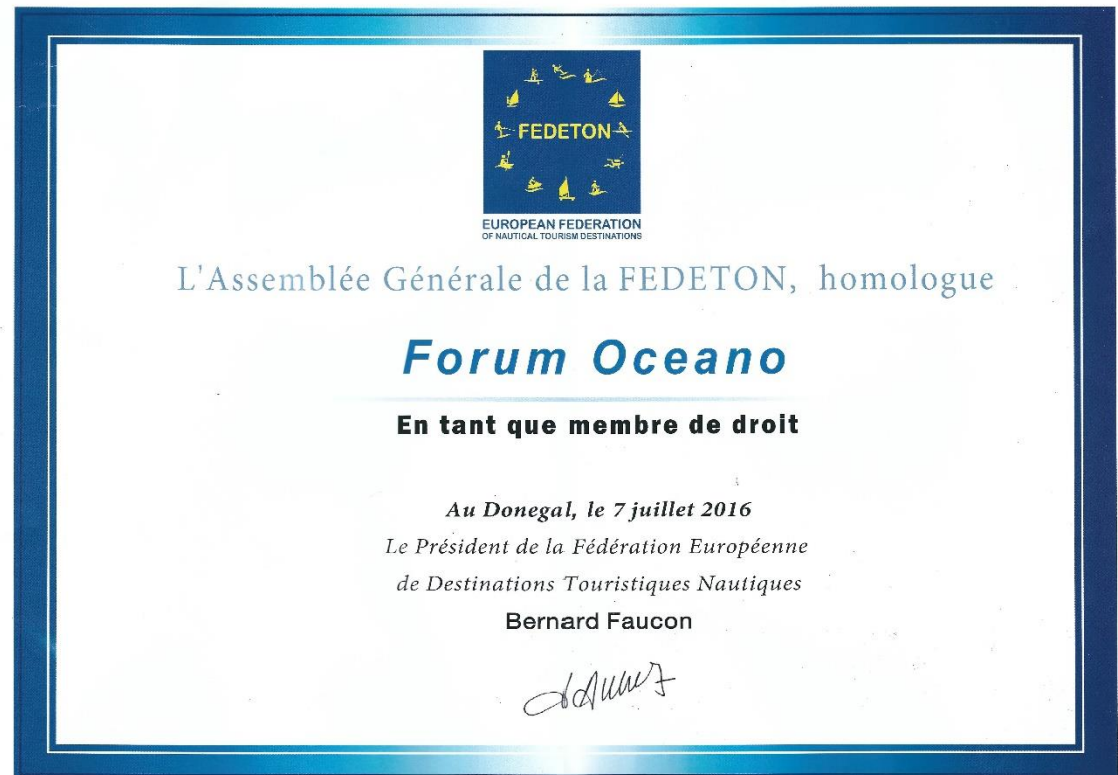 FEDETON
EUROPEAN FEDERATION
OF NAUTICAL TOURISM DESTINATIONS
L'Assemblée Générale de la FEDETON, homologue
Forum Oceano
En tant que membre de droit
Au Donegal, le 7 juillet 2016
Le Président de la Fédération Européenne
de Destinations Touristiques Nautiques
Bernard Faucon